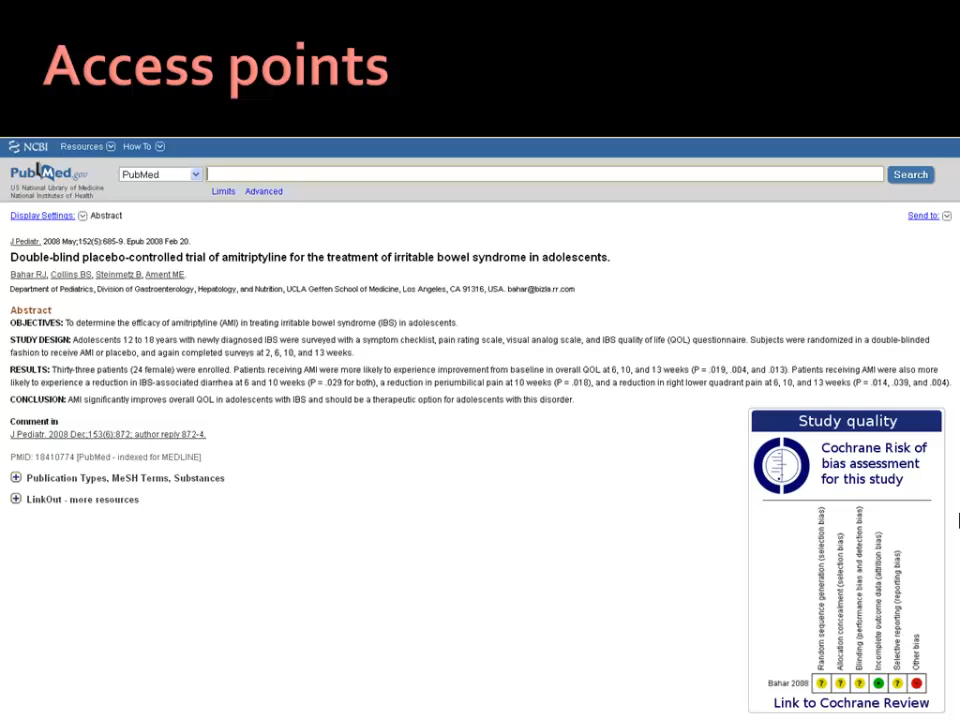 Access points
NCBI Resources How To
PubMed.gov
US National Library of Medicine
National Institutes of Health
PubMed
Search
Limits Advanced
Display Settings: Abstract
Send to:
J Pediatr. 2008 May;152(5):685-9. Epub 2008 Feb 20.
Double-blind placebo-controlled trial of amitriptyline for the treatment of irritable bowel syndrome in adolescents.
Bahar RJ, Collins BS, Steinmetz B, Ament ME.
Department of Pediatrics, Division of Gastroenterology, Hepatology, and Nutrition, UCLA Geffen School of Medicine, Los Angeles, CA 91316, USA. bahar@bizla.rr.com
Abstract
OBJECTIVES: To determine the efficacy of amitriptyline (AMI) in treating irritable bowel syndrome (IBS) in adolescents.
STUDY DESIGN: Adolescents 12 to 18 years with newly diagnosed IBS were surveyed with a symptom checklist, pain rating scale, visual analog scale, and IBS quality of life (QOL) questionnaire. Subjects were randomized in a double-blinded
fashion to receive AMI or placebo, and again completed surveys at 2, 6, 10, and 13 weeks.
RESULTS: Thirty-three patients (24 female) were enrolled. Patients receiving AMI were more likely to experience improvement from baseline in overall QOL at 6, 10, and 13 weeks (P = .019, .004, and .013). Patients receiving AMI were also more
likely to experience a reduction in IBS-associated diarrhea at 6 and 10 weeks (P = .029 for both), a reduction in periumbilical pain at 10 weeks (P = .018), and a reduction in right lower quadrant pain at 6, 10, and 13 weeks (P = .014, .039, and .004).
CONCLUSION: AMI significantly improves overall QOL in adolescents with IBS and should be a therapeutic option for adolescents with this disorder.
Comment in
J Pediatr. 2008 Dec;153(6):872; author reply 872-4.
PMID: 18410774 [PubMed - indexed for MEDLINE]
Publication Types, MeSH Terms, Substances
LinkOut - more resources
Study quality
Cochrane Risk of
bias assessment
for this study
Random sequence generation (selection bias)
Allocation concealment (selection bias)
Blinding (performance bias and detection bias)
Incomplete outcome data (attrition bias)
Selective reporting (reporting bias)
Other bias
Bahar 2008 ? ? ? + ? -
Link to Cochrane Review